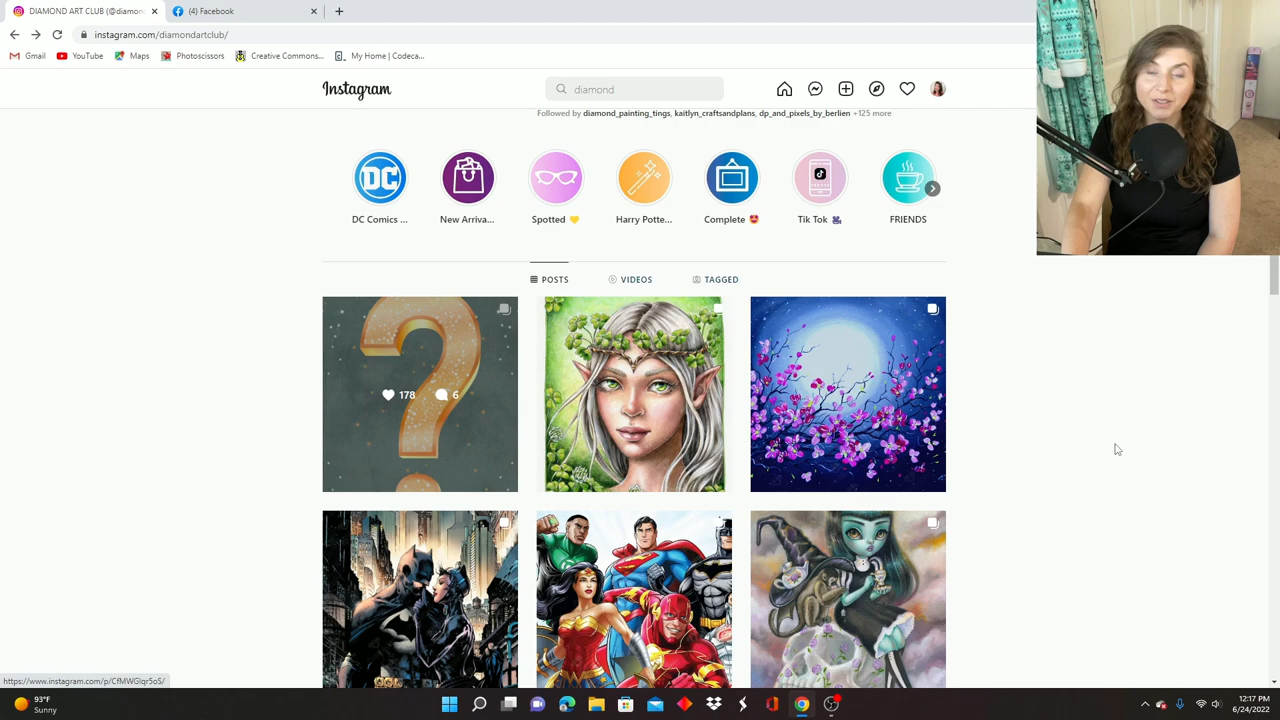 DIAMOND ART CLUB (@diamon
(4) Facebook
instagram.com/diamondartclub/
Gmail
YouTube
Maps
Photoscissors
Creative Commons...
My Home | Codeca...
Instagram
diamond
Followed by diamond_painting_tings, kaitlyn_craftsandplans, dp_and_pixels_by_berlien +125 more
DC
DC Comics ...
New Arriva...
Spotted 💛
Harry Potte...
Complete 😍
Tik Tok 🎥
FRIENDS
POSTS
VIDEOS
TAGGED
?
178
6
https://www.instagram.com/p/CfMWGlqr5oS/
93°F
Sunny
12:17 PM
6/24/2022